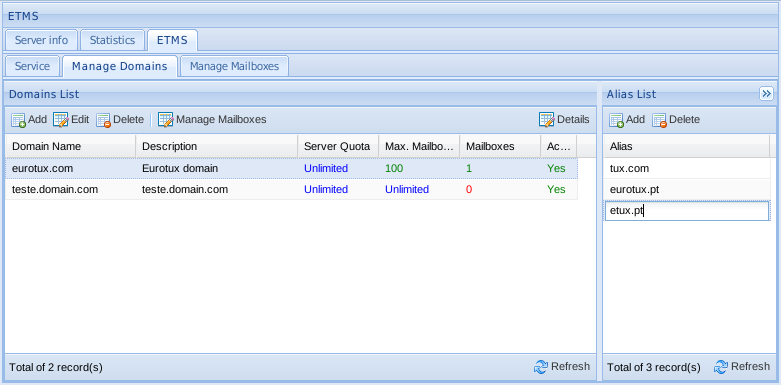 ETMS
Server info Statistics ETMS
Service Manage Domains Manage Mailboxes
Domains List
Add Edit Delete Manage Mailboxes Details
Domain Name Description Server Quota Max. Mailbo... Mailboxes Ac...
eurotux.com Eurotux domain Unlimited 100 1 Yes
teste.domain.com teste.domain.com Unlimited Unlimited 0 Yes
Total of 2 record(s) Refresh
Alias List
Add Delete
Alias
tux.com
eurotux.pt
etux.pt
Total of 3 record(s) Refresh